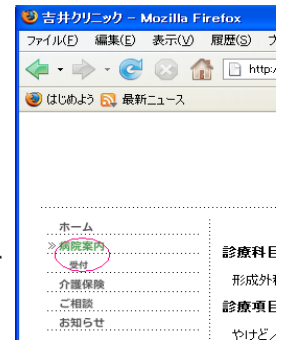 吉井クリニック - Mozilla Firefox
ファイル(F) 編集(E) 表示(V) 履歴(S)
http:/
はじめよう 最新ニュース
ホーム
» 病院案内
受付
介護保険
ご相談
お知らせ
診療科目
形成外科
診療項目
やけど/